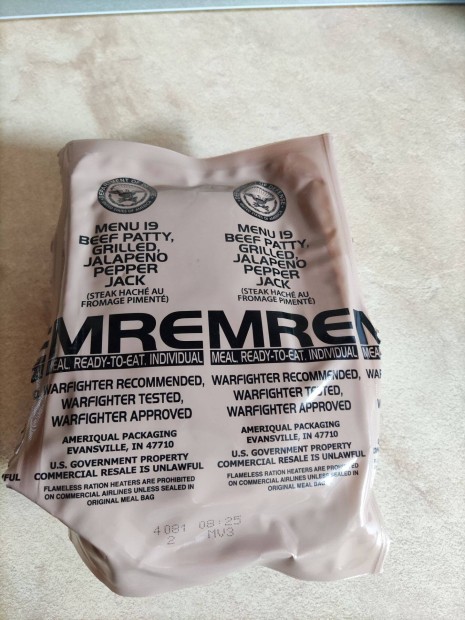 MENU 19
BEEF PATTY,
GRILLED,
JALAPEÑO
PEPPER
JACK
(STEAK HACHÉ AU
FROMAGE PIMENTÉ)
MENU 19
BEEF PATTY,
GRILLED,
JALAPEÑO
PEPPER
JACK
(STEAK HACHÉ AU
FROMAGE PIMENTÉ)
MREMRE
MEAL, READY-TO-EAT, INDIVIDUAL
MEAL, READY-TO-EAT, INDIVIDUAL
MEA
WARFIGHTER RECOMMENDED,
WARFIGHTER TESTED,
WARFIGHTER APPROVED
WARFIGHTER RECOMMENDED,
WARFIGHTER TESTED,
WARFIGHTER APPROVED
AMERIQUAL PACKAGING
EVANSVILLE, IN 47710
AMERIQUAL PACKAGING
EVANSVILLE, IN 47710
U.S. GOVERNMENT PROPERTY
COMMERCIAL RESALE IS UNLAWFUL
U.S. GOVERNMENT PROPERTY
COMMERCIAL RESALE IS UNLAWFUL
FLAMELESS RATION HEATERS ARE PROHIBITED
ON COMMERCIAL AIRLINES UNLESS SEALED IN
ORIGINAL MEAL BAG
FLAMELESS RATION HEATERS ARE PROHIBITED
ON COMMERCIAL AIRLINES UNLESS SEALED IN
ORIGINAL MEAL BAG
4081 08:25
2 MV3